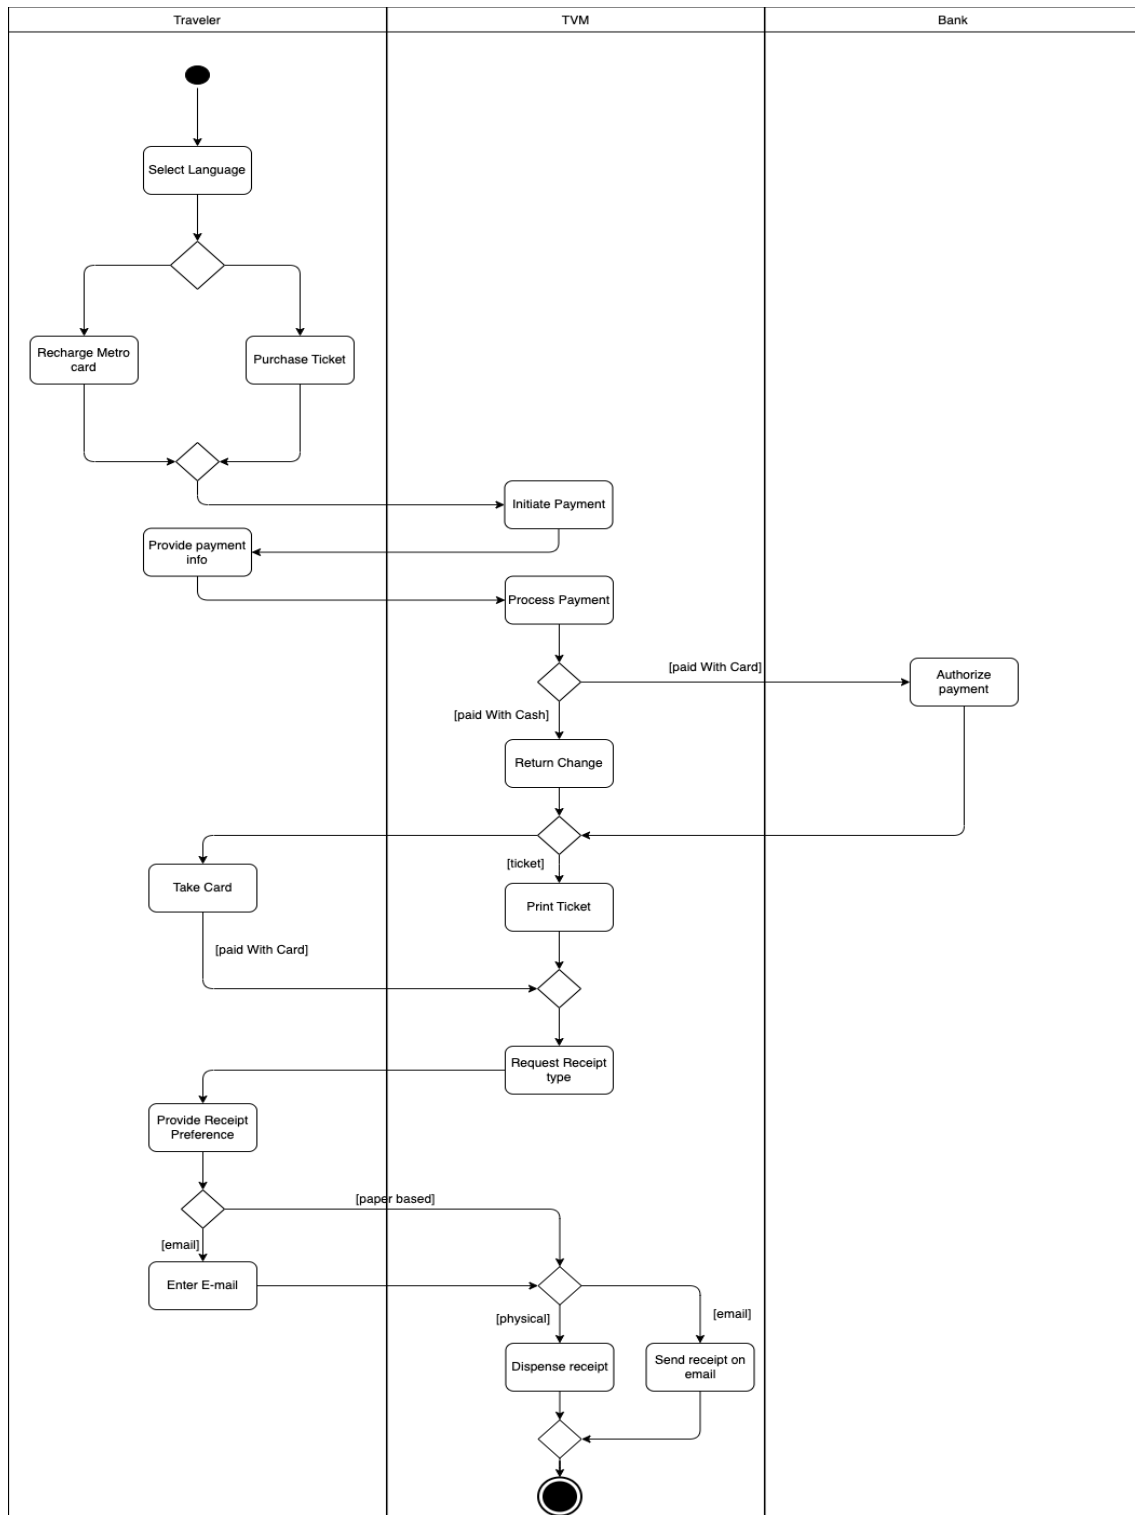 Traveler
TVM
Bank
Select Language
Recharge Metro
card
Purchase Ticket
Initiate Payment
Provide payment
info
Process Payment
[paid With Card]
Authorize
payment
[paid With Cash]
Return Change
[ticket]
Take Card
Print Ticket
[paid With Card]
Request Receipt
type
Provide Receipt
Preference
[paper based]
[email]
Enter E-mail
[physical]
[email]
Dispense receipt
Send receipt on
email